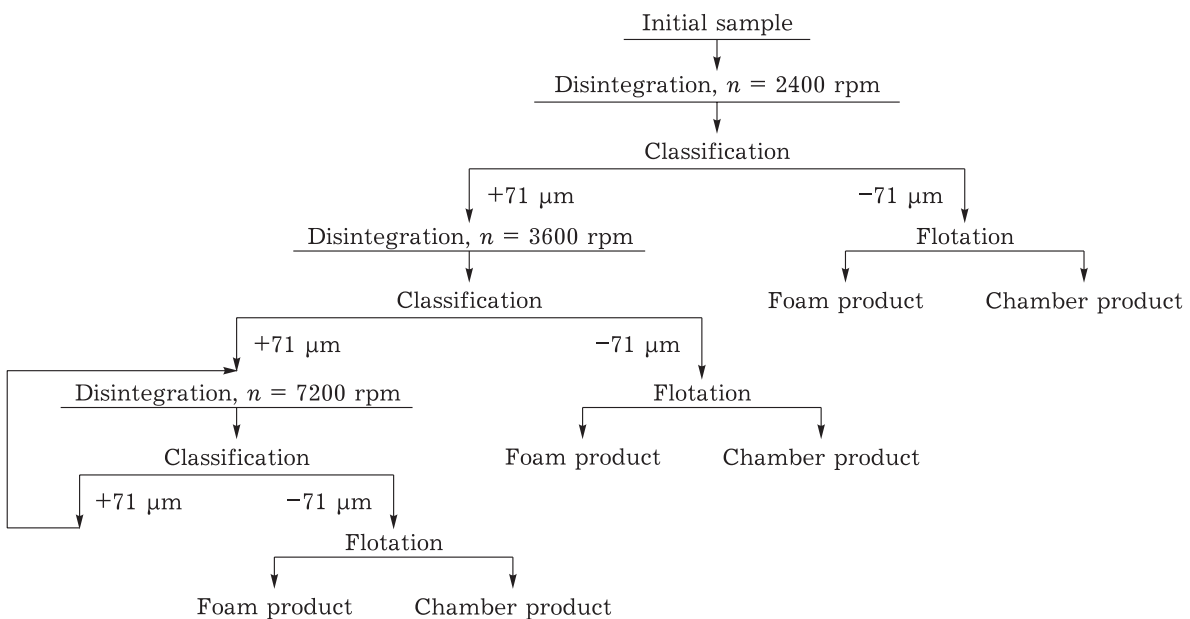 Initial sample
Disintegration, n = 2400 rpm
Classification
+71 μm
−71 μm
Disintegration, n = 3600 rpm
Flotation
Classification
Foam product
Chamber product
+71 μm
−71 μm
Disintegration, n = 7200 rpm
Flotation
Classification
Foam product
Chamber product
+71 μm
−71 μm
Flotation
Foam product
Chamber product